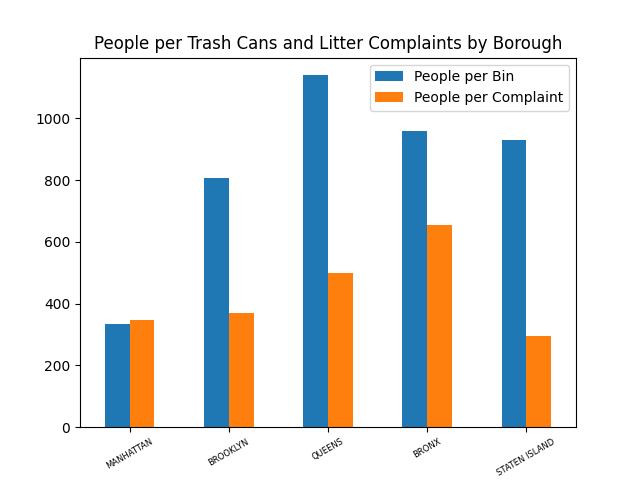 People per Trash Cans and Litter Complaints by Borough
People per Bin
People per Complaint
1000
800
600
400
200
0
MANHATTAN
BROOKLYN
QUEENS
BRONX
STATEN ISLAND